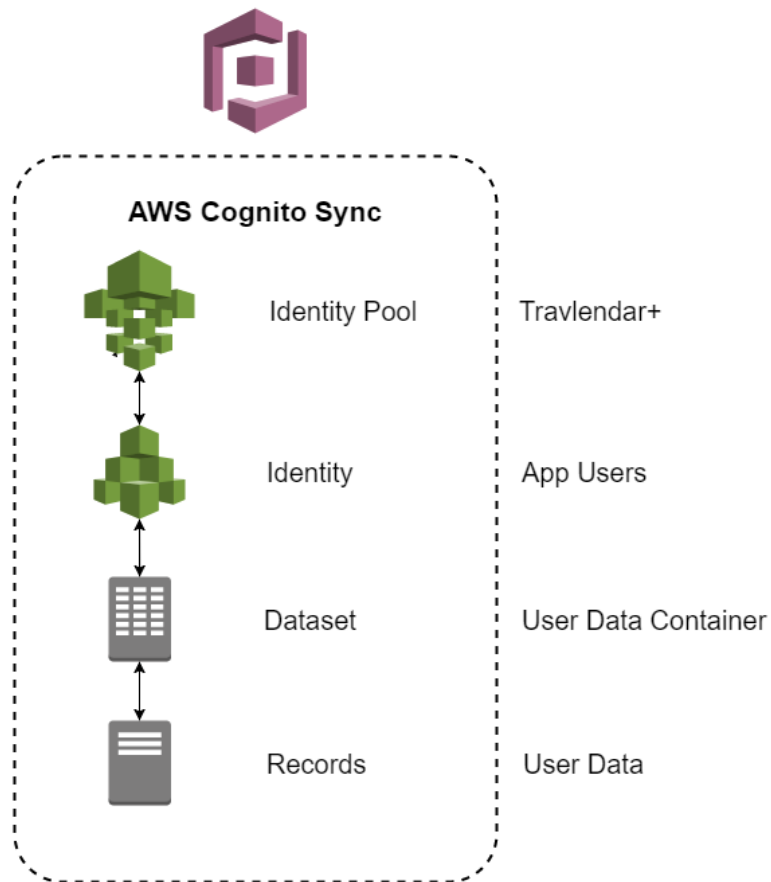 AWS Cognito Sync
Identity Pool
Travlendar+
Identity
App Users
Dataset
User Data Container
Records
User Data